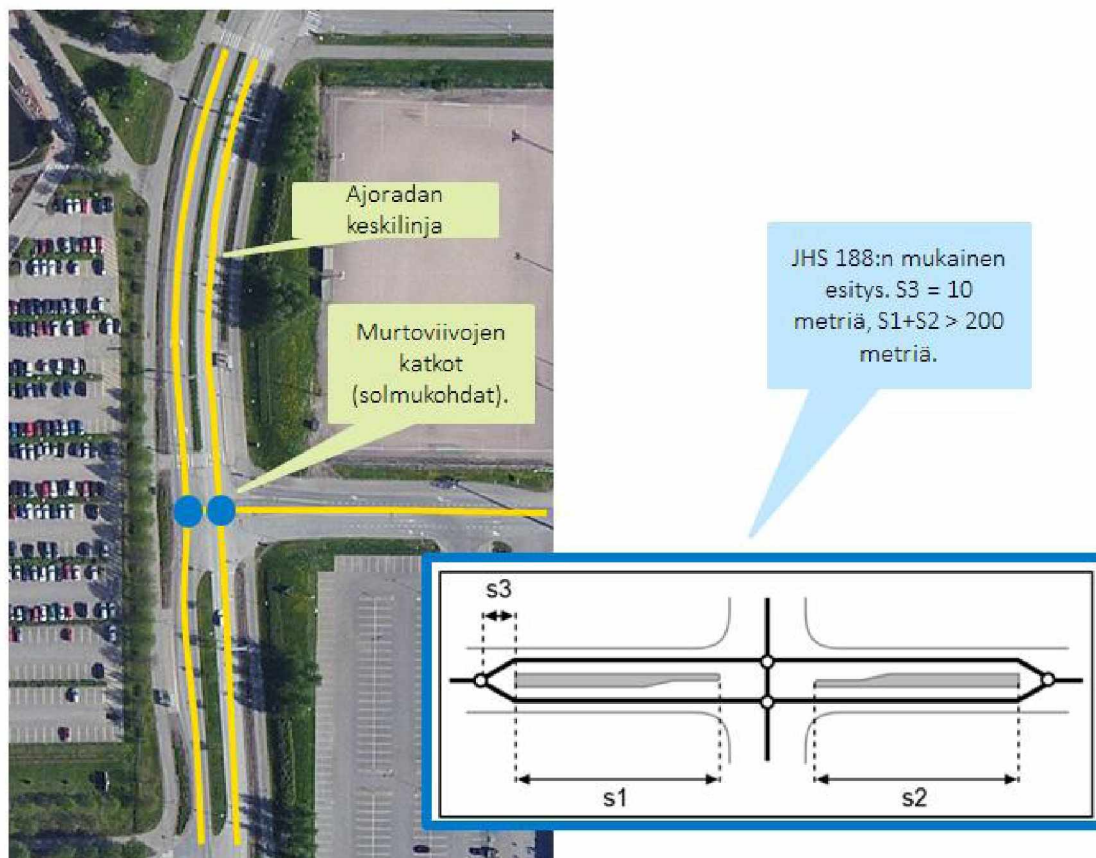 Ajoradan
keskilinja
Murtoviivojen
katkot
(solmukohdat).
JHS 188:n mukainen
esitys. S3 = 10
metriä, S1+S2 > 200
metriä.
s3
s1
s2